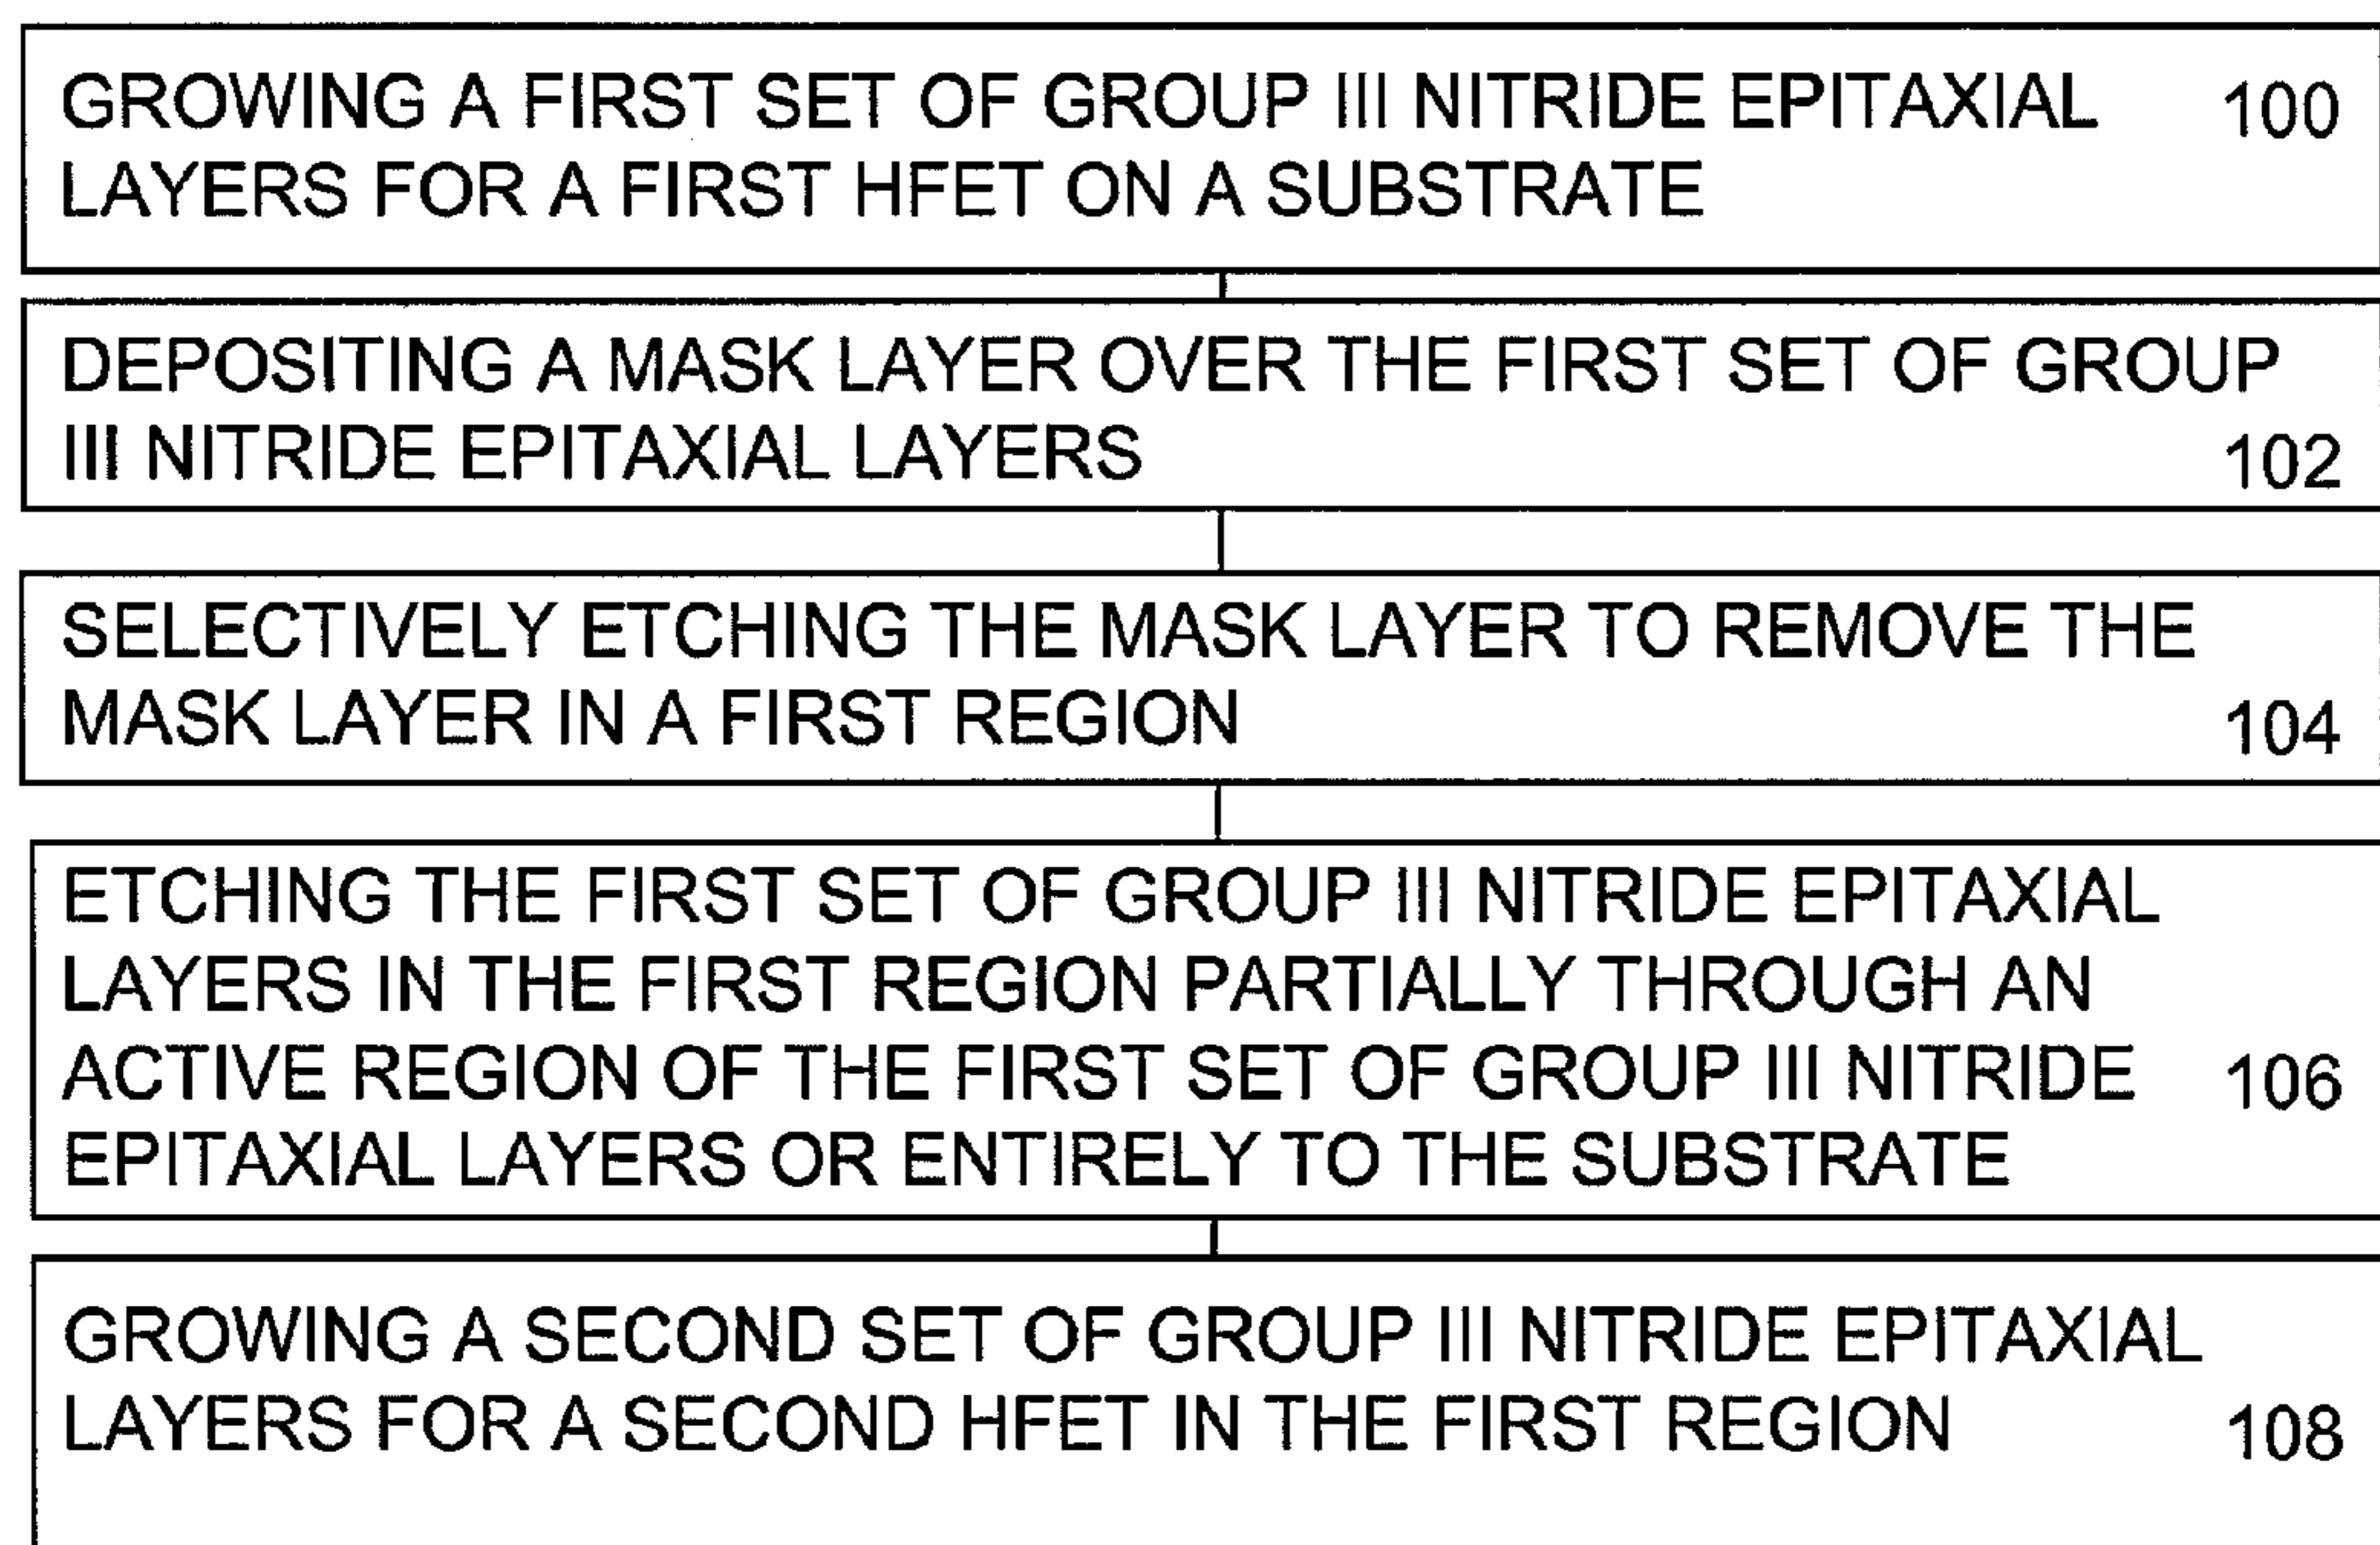 GROWING A FIRST SET OF GROUP III NITRIDE EPITAXIAL 100
LAYERS FOR A FIRST HFET ON A SUBSTRATE
DEPOSITING A MASK LAYER OVER THE FIRST SET OF GROUP
III NITRIDE EPITAXIAL LAYERS 102
SELECTIVELY ETCHING THE MASK LAYER TO REMOVE THE
MASK LAYER IN A FIRST REGION 104
ETCHING THE FIRST SET OF GROUP III NITRIDE EPITAXIAL
LAYERS IN THE FIRST REGION PARTIALLY THROUGH AN
ACTIVE REGION OF THE FIRST SET OF GROUP III NITRIDE 106
EPITAXIAL LAYERS OR ENTIRELY TO THE SUBSTRATE
GROWING A SECOND SET OF GROUP III NITRIDE EPITAXIAL
LAYERS FOR A SECOND HFET IN THE FIRST REGION 108